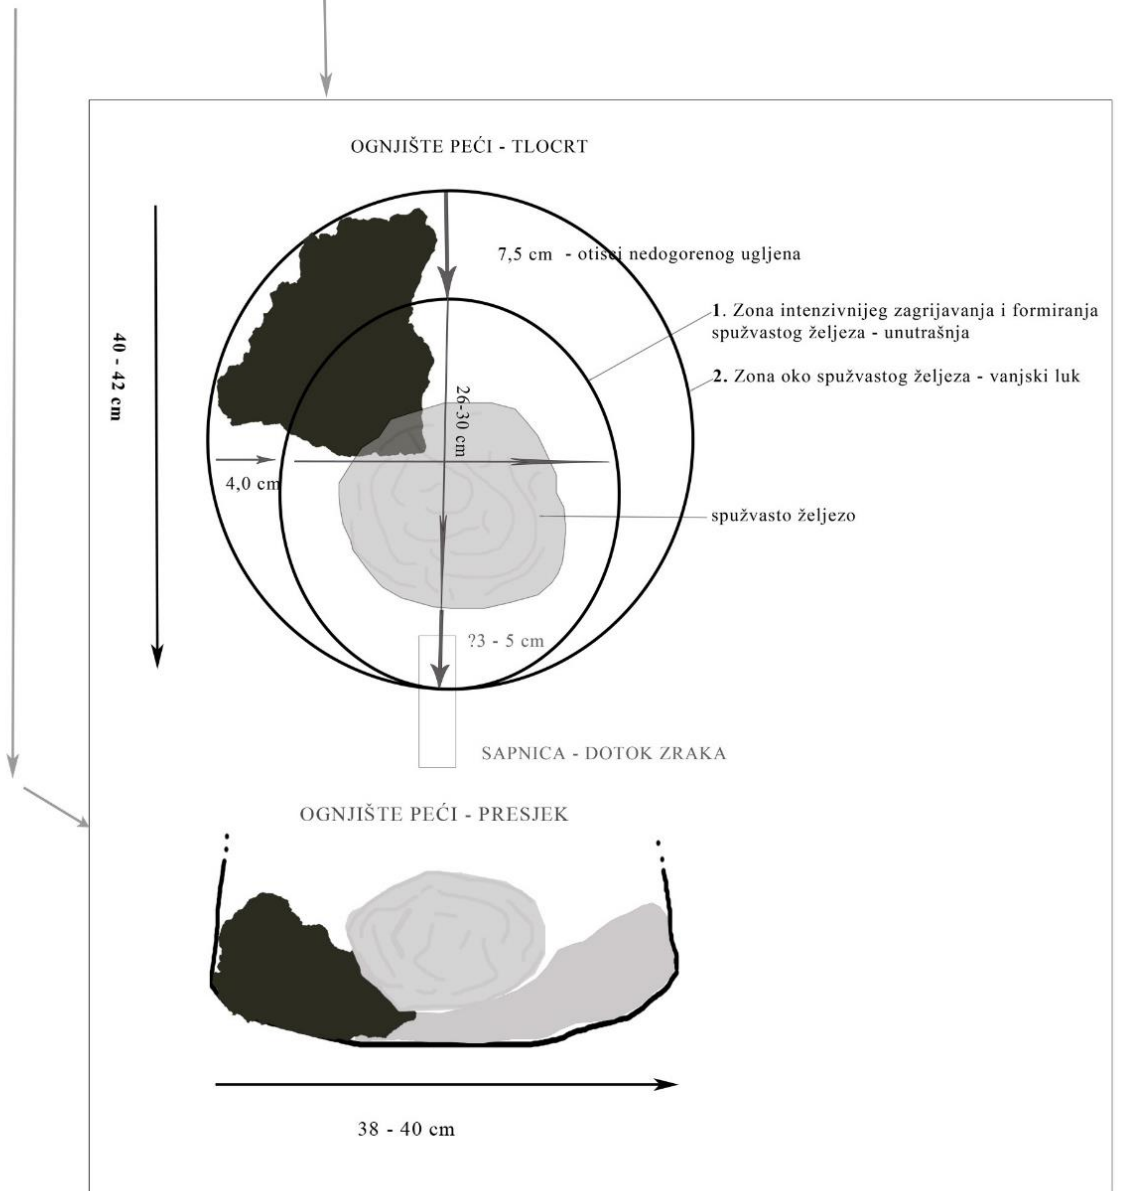 OGNJIŠTE PEĆI - TLOCRT
7,5 cm - otisci nedogorenog ugljena
1. Zona intenzivnijeg zagrijavanja i formiranja
spužvastog željeza - unutrašnja
2. Zona oko spužvastog željeza - vanjski luk
40 - 42 cm
26-30 cm
4,0 cm
spužvasto željezo
?3 - 5 cm
SAPNICA - DOTOK ZRAKA
OGNJIŠTE PEĆI - PRESJEK
38 - 40 cm